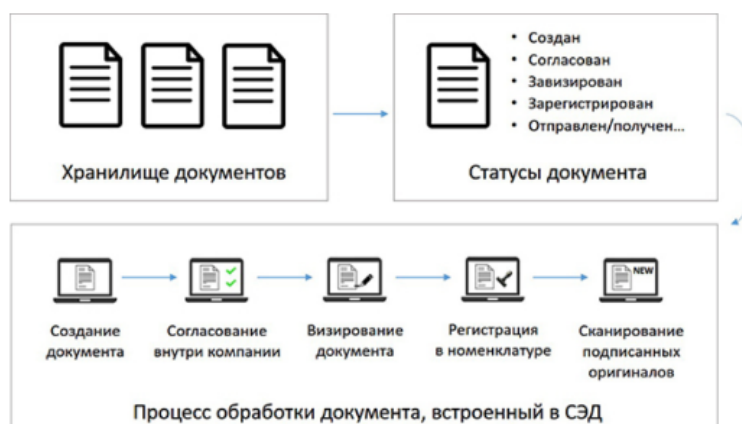 • Создан
• Согласован
• Завизирован
• Зарегистрирован
• Отправлен/получен...
Хранилище документов
Статусы документа
NEW
Создание
документа
Согласование
внутри компании
Визирование
документа
Регистрация
в номенклатуре
Сканирование
подписанных
оригиналов
Процесс обработки документа, встроенный в СЭД